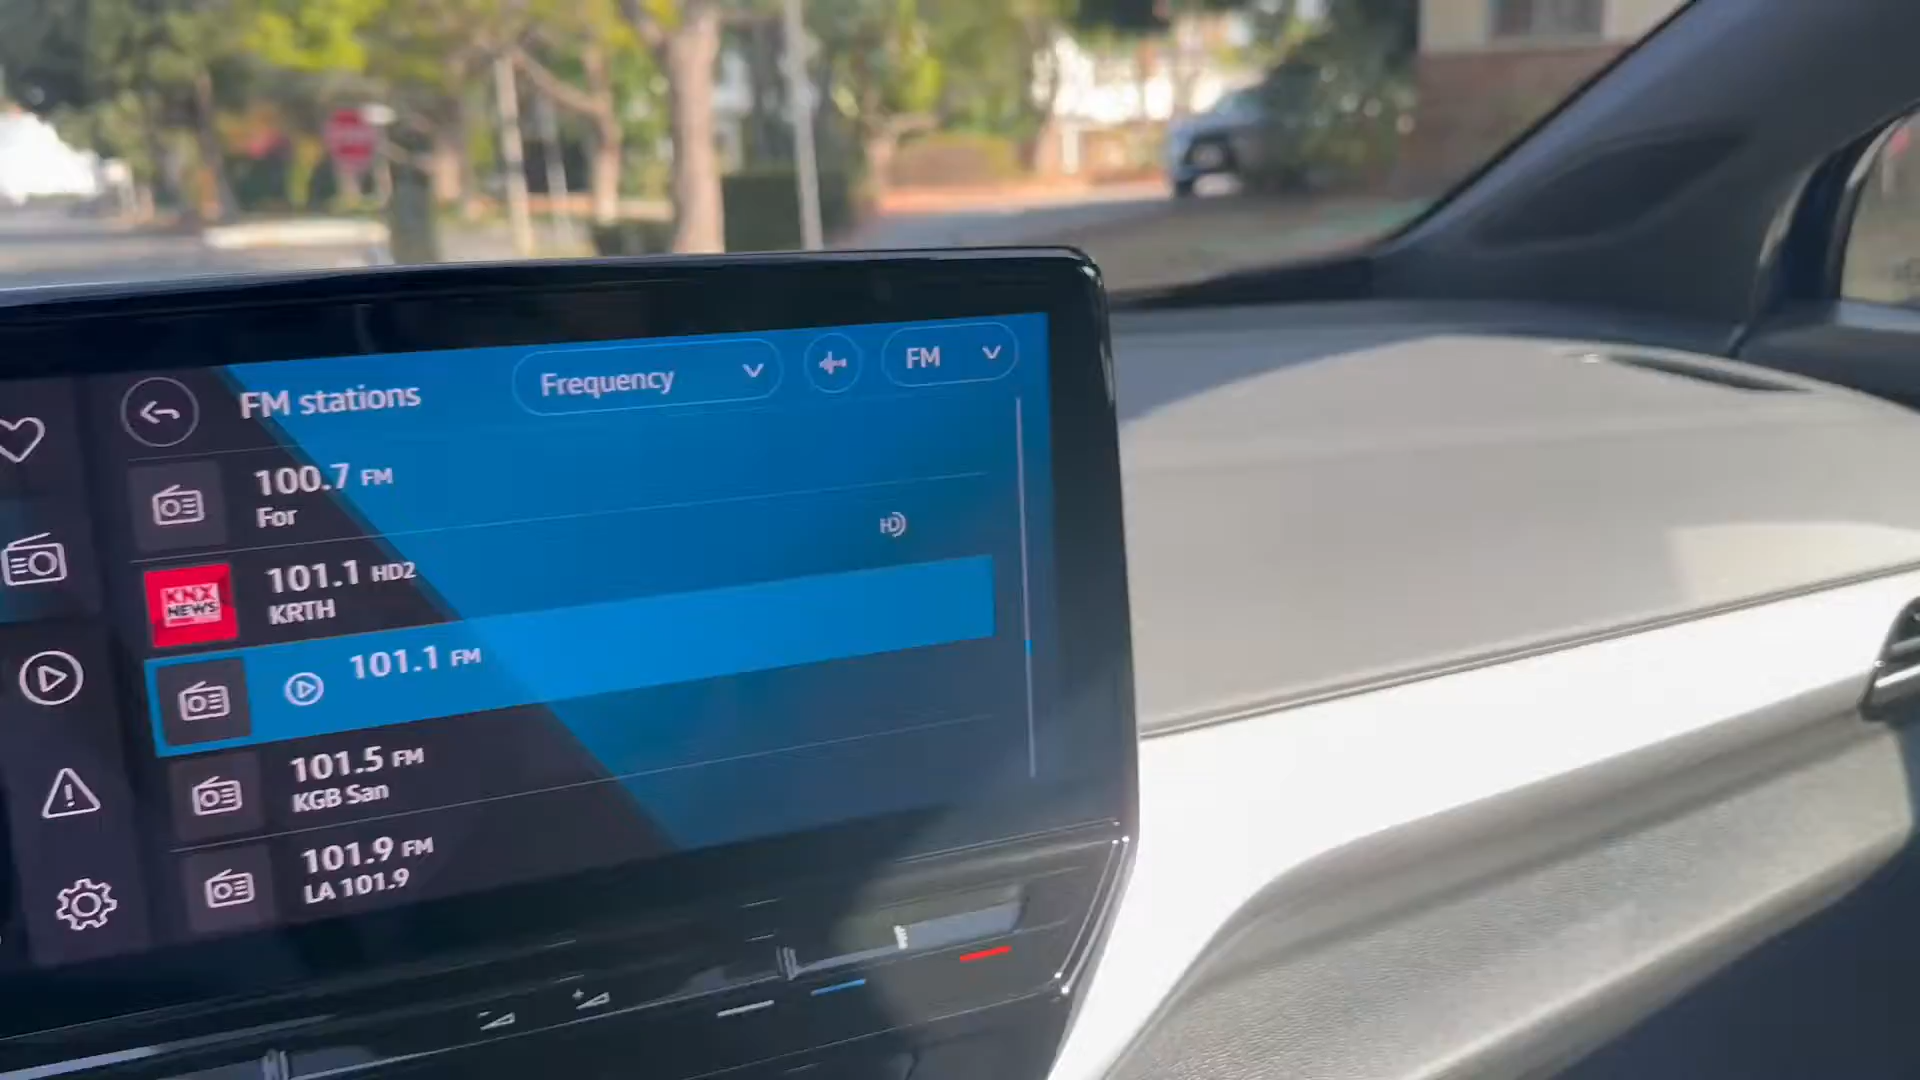 FM stations
Frequency
FM
100.7 FM
For
HD
KNX
NEWS
101.1 HD2
KRTH
101.1 FM
101.5 FM
KGB San
101.9 FM
LA 101.9